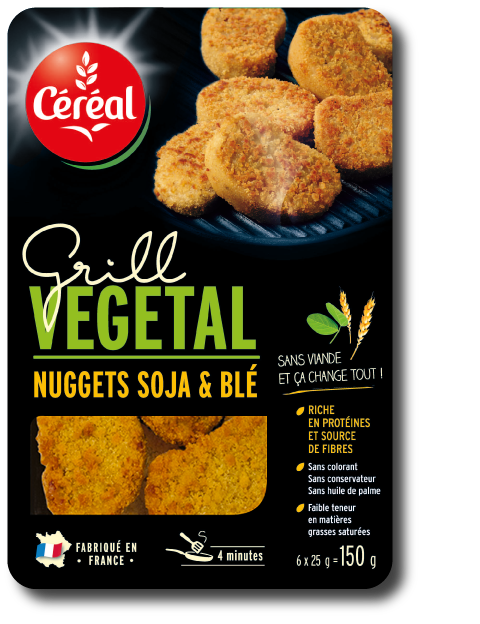 Céréal
Grill
VEGETAL
NUGGETS SOJA & BLÉ
SANS VIANDE
ET ÇA CHANGE TOUT !
RICHE
EN PROTÉINES
ET SOURCE
DE FIBRES
Sans colorant
Sans conservateur
Sans huile de palme
Faible teneur
en matières
grasses saturées
FABRIQUÉ EN
• FRANCE •
4 minutes
6 x 25 g = 150 g